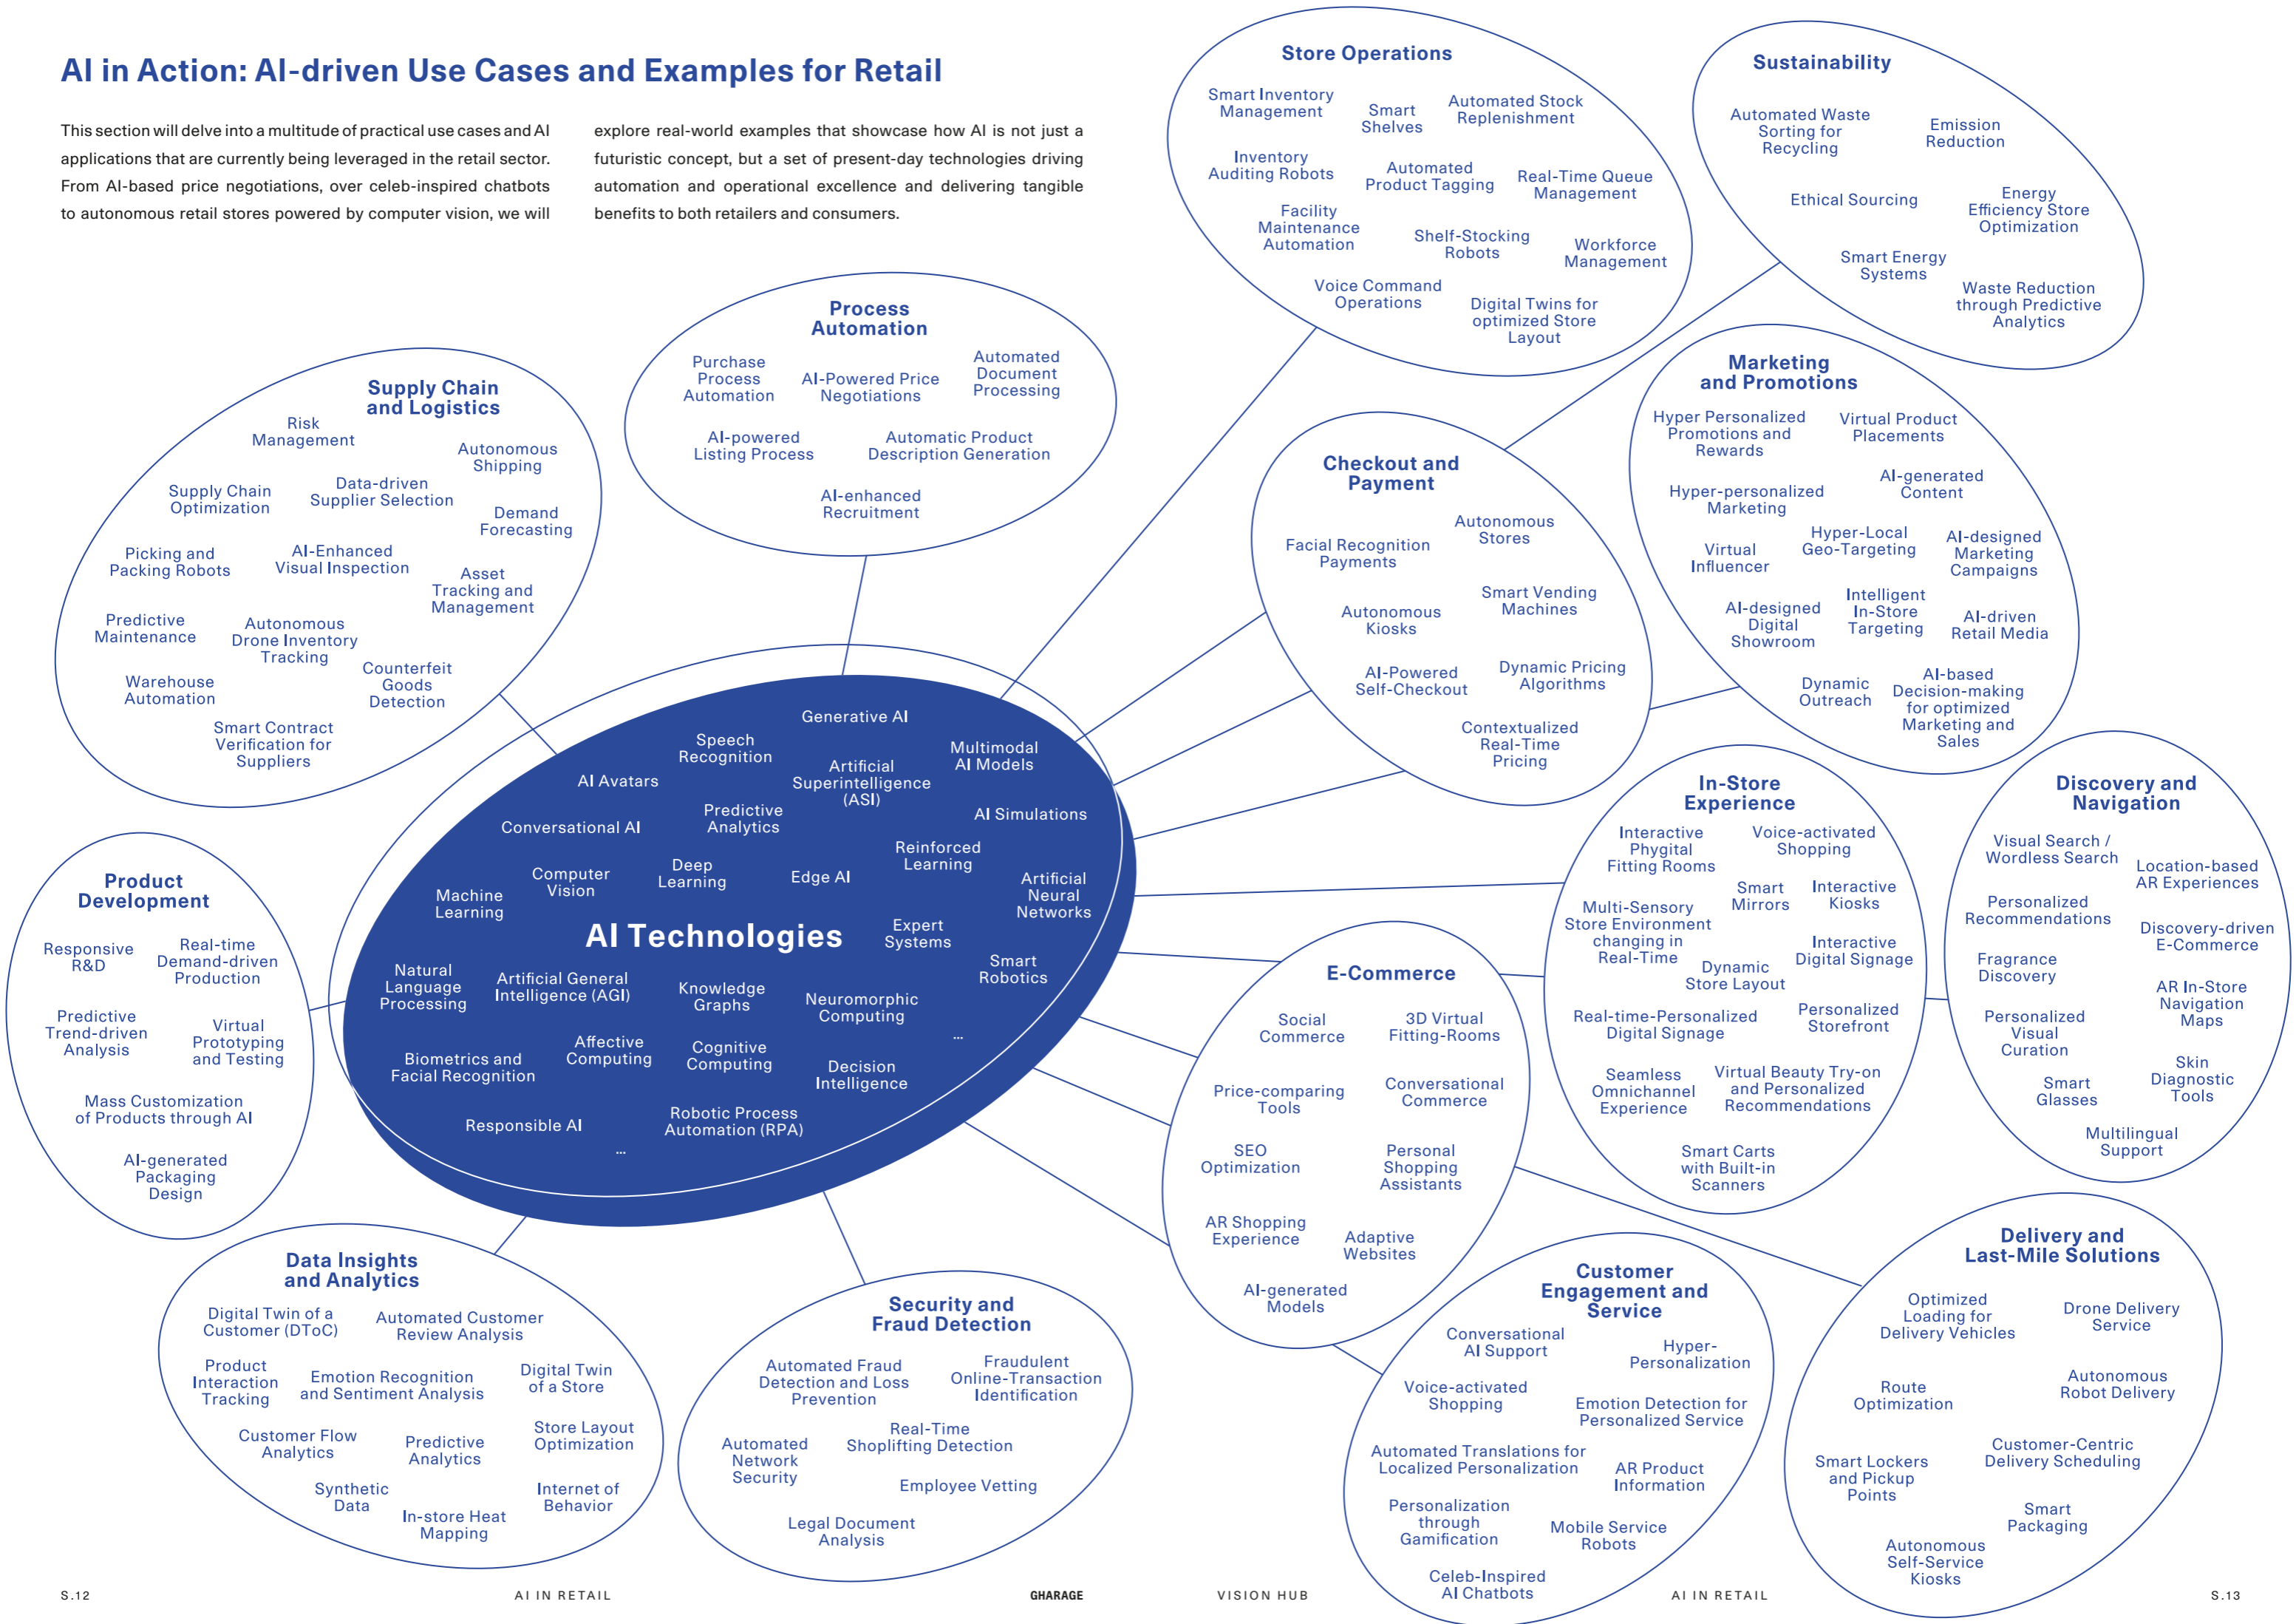 AI in Action: AI-driven Use Cases and Examples for Retail
This section will delve into a multitude of practical use cases and AI
applications that are currently being leveraged in the retail sector.
From AI-based price negotiations, over celeb-inspired chatbots
to autonomous retail stores powered by computer vision, we will
explore real-world examples that showcase how AI is not just a
futuristic concept, but a set of present-day technologies driving
automation and operational excellence and delivering tangible
benefits to both retailers and consumers.
Store Operations
Smart Inventory
Management
Smart
Shelves
Automated Stock
Replenishment
Inventory
Auditing Robots
Automated
Product Tagging
Real-Time Queue
Management
Facility
Maintenance
Automation
Shelf-Stocking
Robots
Workforce
Management
Voice Command
Operations
Digital Twins for
optimized Store
Layout
Sustainability
Automated Waste
Sorting for
Recycling
Emission
Reduction
Ethical Sourcing
Energy
Efficiency Store
Optimization
Smart Energy
Systems
Waste Reduction
through Predictive
Analytics
Process
Automation
Purchase
Process
Automation
AI-Powered Price
Negotiations
Automated
Document
Processing
AI-powered
Listing Process
Automatic Product
Description Generation
AI-enhanced
Recruitment
Supply Chain
and Logistics
Risk
Management
Autonomous
Shipping
Supply Chain
Optimization
Data-driven
Supplier Selection
Demand
Forecasting
Picking and
Packing Robots
AI-Enhanced
Visual Inspection
Asset
Tracking and
Management
Predictive
Maintenance
Autonomous
Drone Inventory
Tracking
Counterfeit
Goods
Detection
Warehouse
Automation
Smart Contract
Verification for
Suppliers
Checkout and
Payment
Autonomous
Stores
Facial Recognition
Payments
Smart Vending
Machines
Autonomous
Kiosks
AI-Powered
Self-Checkout
Dynamic Pricing
Algorithms
Contextualized
Real-Time
Pricing
Marketing
and Promotions
Hyper Personalized
Promotions and
Rewards
Virtual Product
Placements
AI-generated
Content
Hyper-personalized
Marketing
Hyper-Local
Geo-Targeting
AI-designed
Marketing
Campaigns
Virtual
Influencer
Intelligent
In-Store
Targeting
AI-designed
Digital
Showroom
AI-driven
Retail Media
Dynamic
Outreach
AI-based
Decision-making
for optimized
Marketing and
Sales
AI Technologies
Generative AI
Speech
Recognition
Multimodal
AI Models
AI Avatars
Artificial
Superintelligence
(ASI)
Predictive
Analytics
AI Simulations
Conversational AI
Reinforced
Learning
Computer
Vision
Deep
Learning
Edge AI
Artificial
Neural
Networks
Machine
Learning
Expert
Systems
Smart
Robotics
Natural
Language
Processing
Artificial General
Intelligence (AGI)
Knowledge
Graphs
Neuromorphic
Computing
...
Affective
Computing
Cognitive
Computing
Biometrics and
Facial Recognition
Decision
Intelligence
Responsible AI
Robotic Process
Automation (RPA)
...
Product
Development
Responsive
R&D
Real-time
Demand-driven
Production
Predictive
Trend-driven
Analysis
Virtual
Prototyping
and Testing
Mass Customization
of Products through AI
AI-generated
Packaging
Design
In-Store
Experience
Interactive
Phygital
Fitting Rooms
Voice-activated
Shopping
Smart
Mirrors
Interactive
Kiosks
Multi-Sensory
Store Environment
changing in
Real-Time
Interactive
Digital Signage
Dynamic
Store Layout
Real-time-Personalized
Digital Signage
Personalized
Storefront
Seamless
Omnichannel
Experience
Virtual Beauty Try-on
and Personalized
Recommendations
Smart Carts
with Built-in
Scanners
Discovery and
Navigation
Visual Search /
Wordless Search
Location-based
AR Experiences
Personalized
Recommendations
Discovery-driven
E-Commerce
Fragrance
Discovery
AR In-Store
Navigation
Maps
Personalized
Visual
Curation
Skin
Diagnostic
Tools
Smart
Glasses
Multilingual
Support
E-Commerce
Social
Commerce
3D Virtual
Fitting-Rooms
Price-comparing
Tools
Conversational
Commerce
SEO
Optimization
Personal
Shopping
Assistants
AR Shopping
Experience
Adaptive
Websites
AI-generated
Models
Data Insights
and Analytics
Digital Twin of a
Customer (DToC)
Automated Customer
Review Analysis
Product
Interaction
Tracking
Emotion Recognition
and Sentiment Analysis
Digital Twin
of a Store
Customer Flow
Analytics
Predictive
Analytics
Store Layout
Optimization
Synthetic
Data
In-store Heat
Mapping
Internet of
Behavior
Security and
Fraud Detection
Automated Fraud
Detection and Loss
Prevention
Fraudulent
Online-Transaction
Identification
Real-Time
Shoplifting Detection
Automated
Network
Security
Employee Vetting
Legal Document
Analysis
Customer
Engagement and
Service
Conversational
AI Support
Hyper-
Personalization
Voice-activated
Shopping
Emotion Detection for
Personalized Service
Automated Translations for
Localized Personalization
AR Product
Information
Personalization
through
Gamification
Mobile Service
Robots
Celeb-Inspired
AI Chatbots
Delivery and
Last-Mile Solutions
Optimized
Loading for
Delivery Vehicles
Drone Delivery
Service
Route
Optimization
Autonomous
Robot Delivery
Customer-Centric
Delivery Scheduling
Smart Lockers
and Pickup
Points
Smart
Packaging
Autonomous
Self-Service
Kiosks
S.12
AI IN RETAIL
GHARAGE
VISION HUB
AI IN RETAIL
S.13